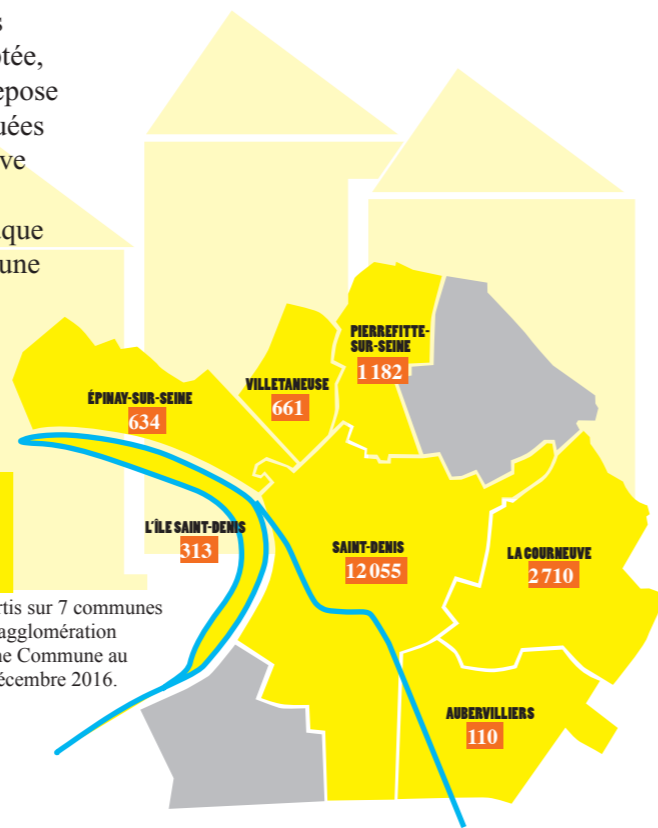 s
tée,
epose
uées
ve
que
une
PIERREFITTE-
SUR-SEINE
1 182
VILLETANEUSE
661
ÉPINAY-SUR-SEINE
634
L'ÎLE SAINT-DENIS
313
SAINT-DENIS
12 055
LA COURNEUVE
2 710
AUBERVILLIERS
110
rtis sur 7 communes
agglomération
ne Commune au
écembre 2016.